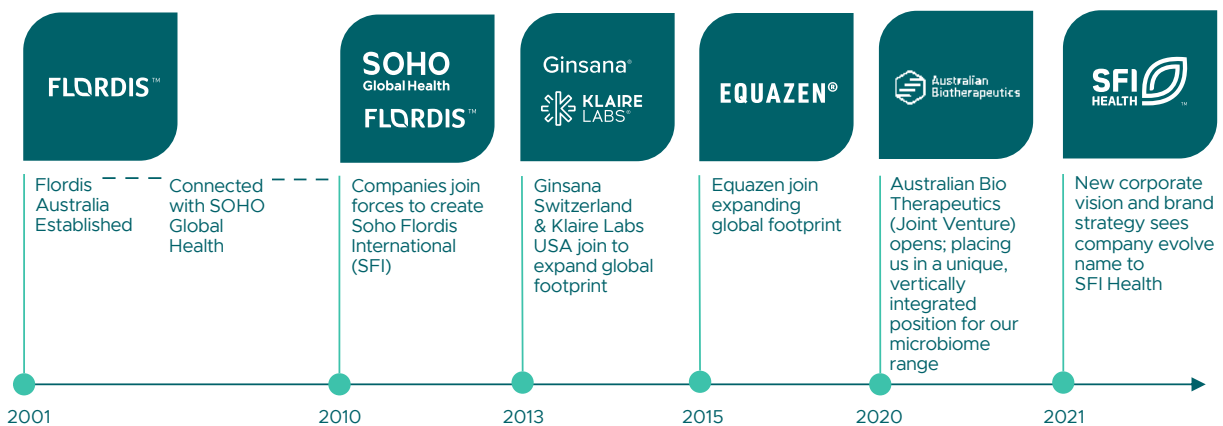 FLORDIS™
SOHO
Global Health
FLORDIS™
Ginsana®
KLAIRE
LABS®
EQUAZEN®
Australian
Biotherapeutics
SFI
HEALTH™
Flordis
Australia
Established
Connected
with SOHO
Global
Health
Companies join
forces to create
Soho Flordis
International
(SFI)
Ginsana
Switzerland
& Klaire Labs
USA join to
expand global
footprint
Equazen join
expanding
global footprint
Australian Bio
Therapeutics
(Joint Venture)
opens; placing
us in a unique,
vertically
integrated
position for our
microbiome
range
New corporate
vision and brand
strategy sees
company evolve
name to
SFI Health
2001
2010
2013
2015
2020
2021